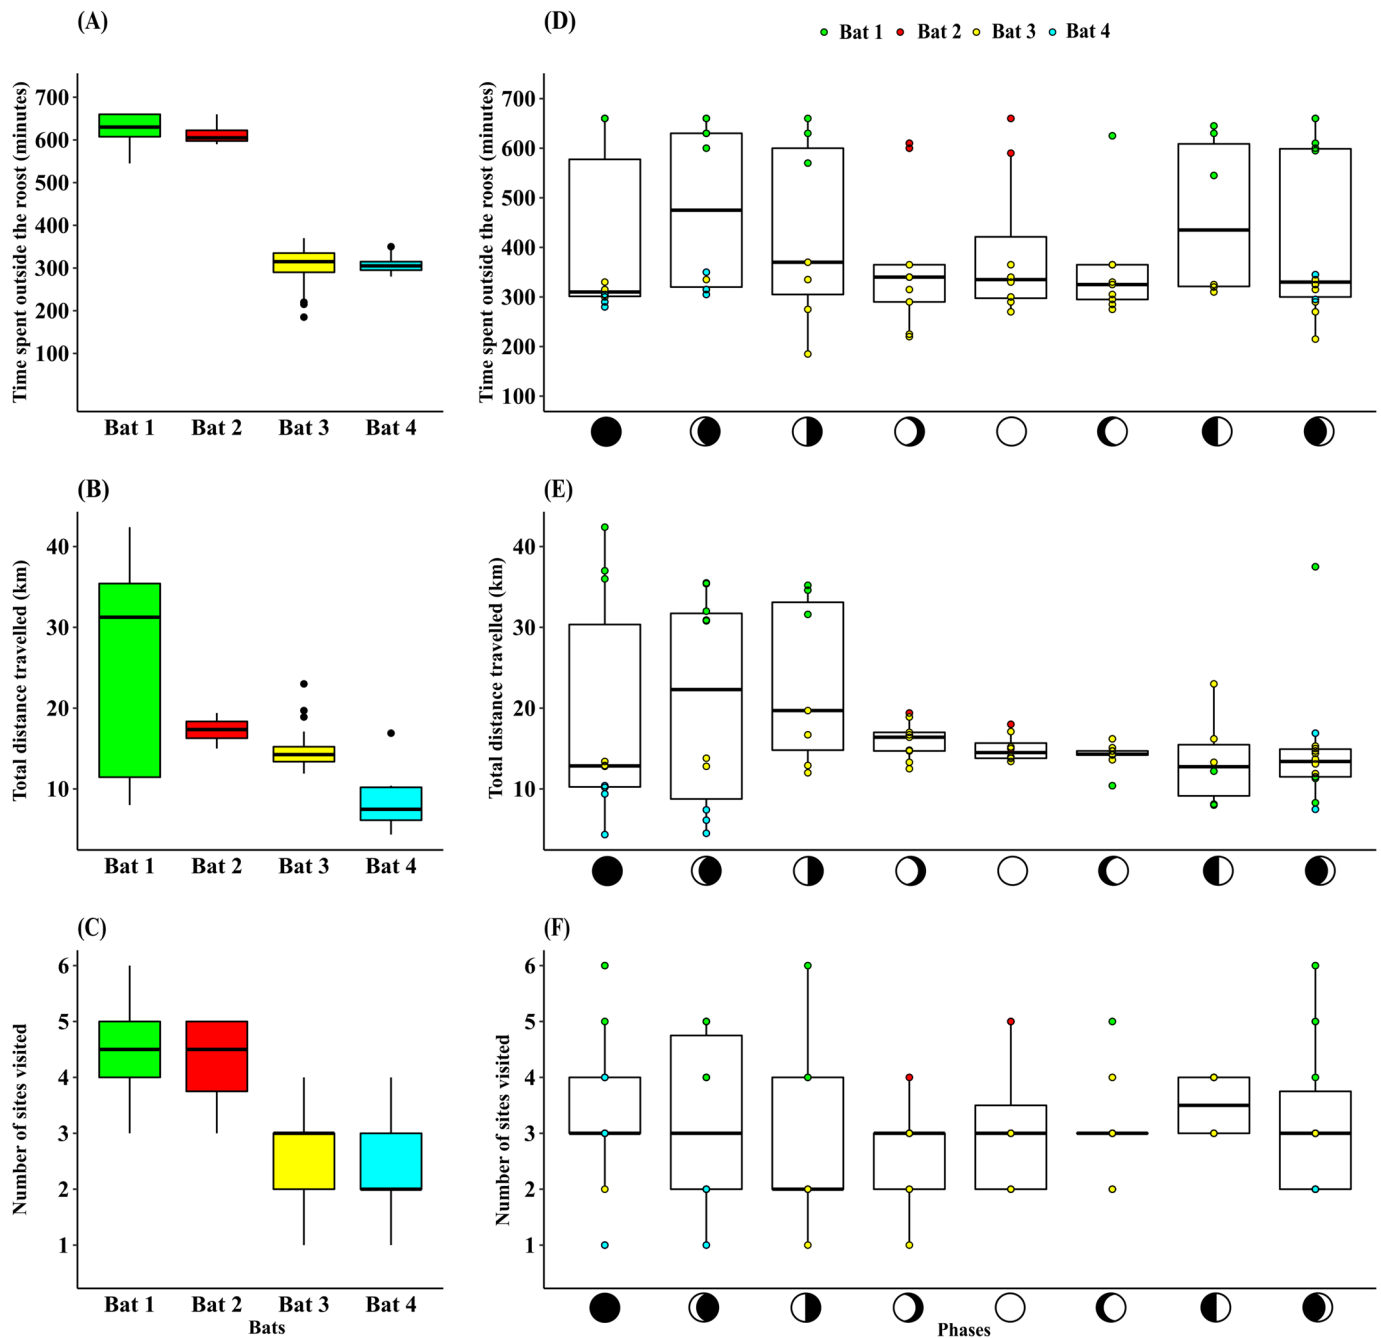 (A)
Time spent outside the roost (minutes)
700
600
500
400
300
200
100
Bat 1 Bat 2 Bat 3 Bat 4
(D)
Bat 1 Bat 2 Bat 3 Bat 4
Time spent outside the roost (minutes)
700
600
500
400
300
200
100
(B)
Total distance travelled (km)
40
30
20
10
Bat 1 Bat 2 Bat 3 Bat 4
(E)
Total distance travelled (km)
40
30
20
10
(C)
Number of sites visited
6
5
4
3
2
1
Bat 1 Bat 2 Bat 3 Bat 4
Bats
(F)
Number of sites visited
6
5
4
3
2
1
Phases